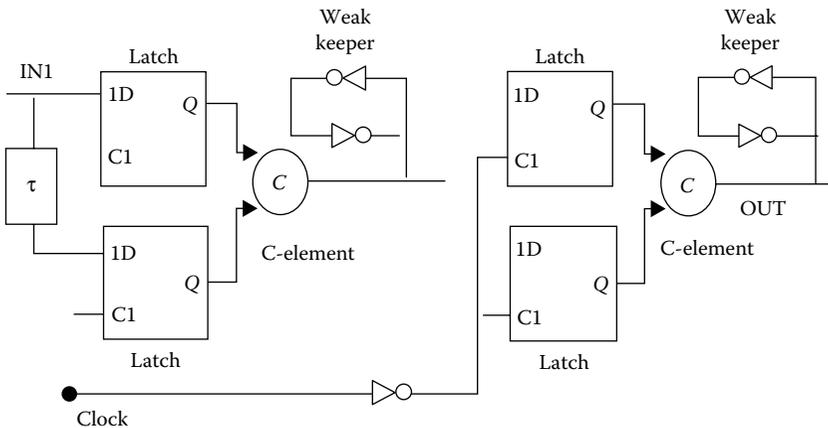 Weak
keeper
Weak
keeper
Latch
Latch
IN1
1D
Q
C1
1D
Q
C1
τ
C
C
OUT
1D
Q
C1
C-element
1D
Q
C1
C-element
Latch
Latch
Clock